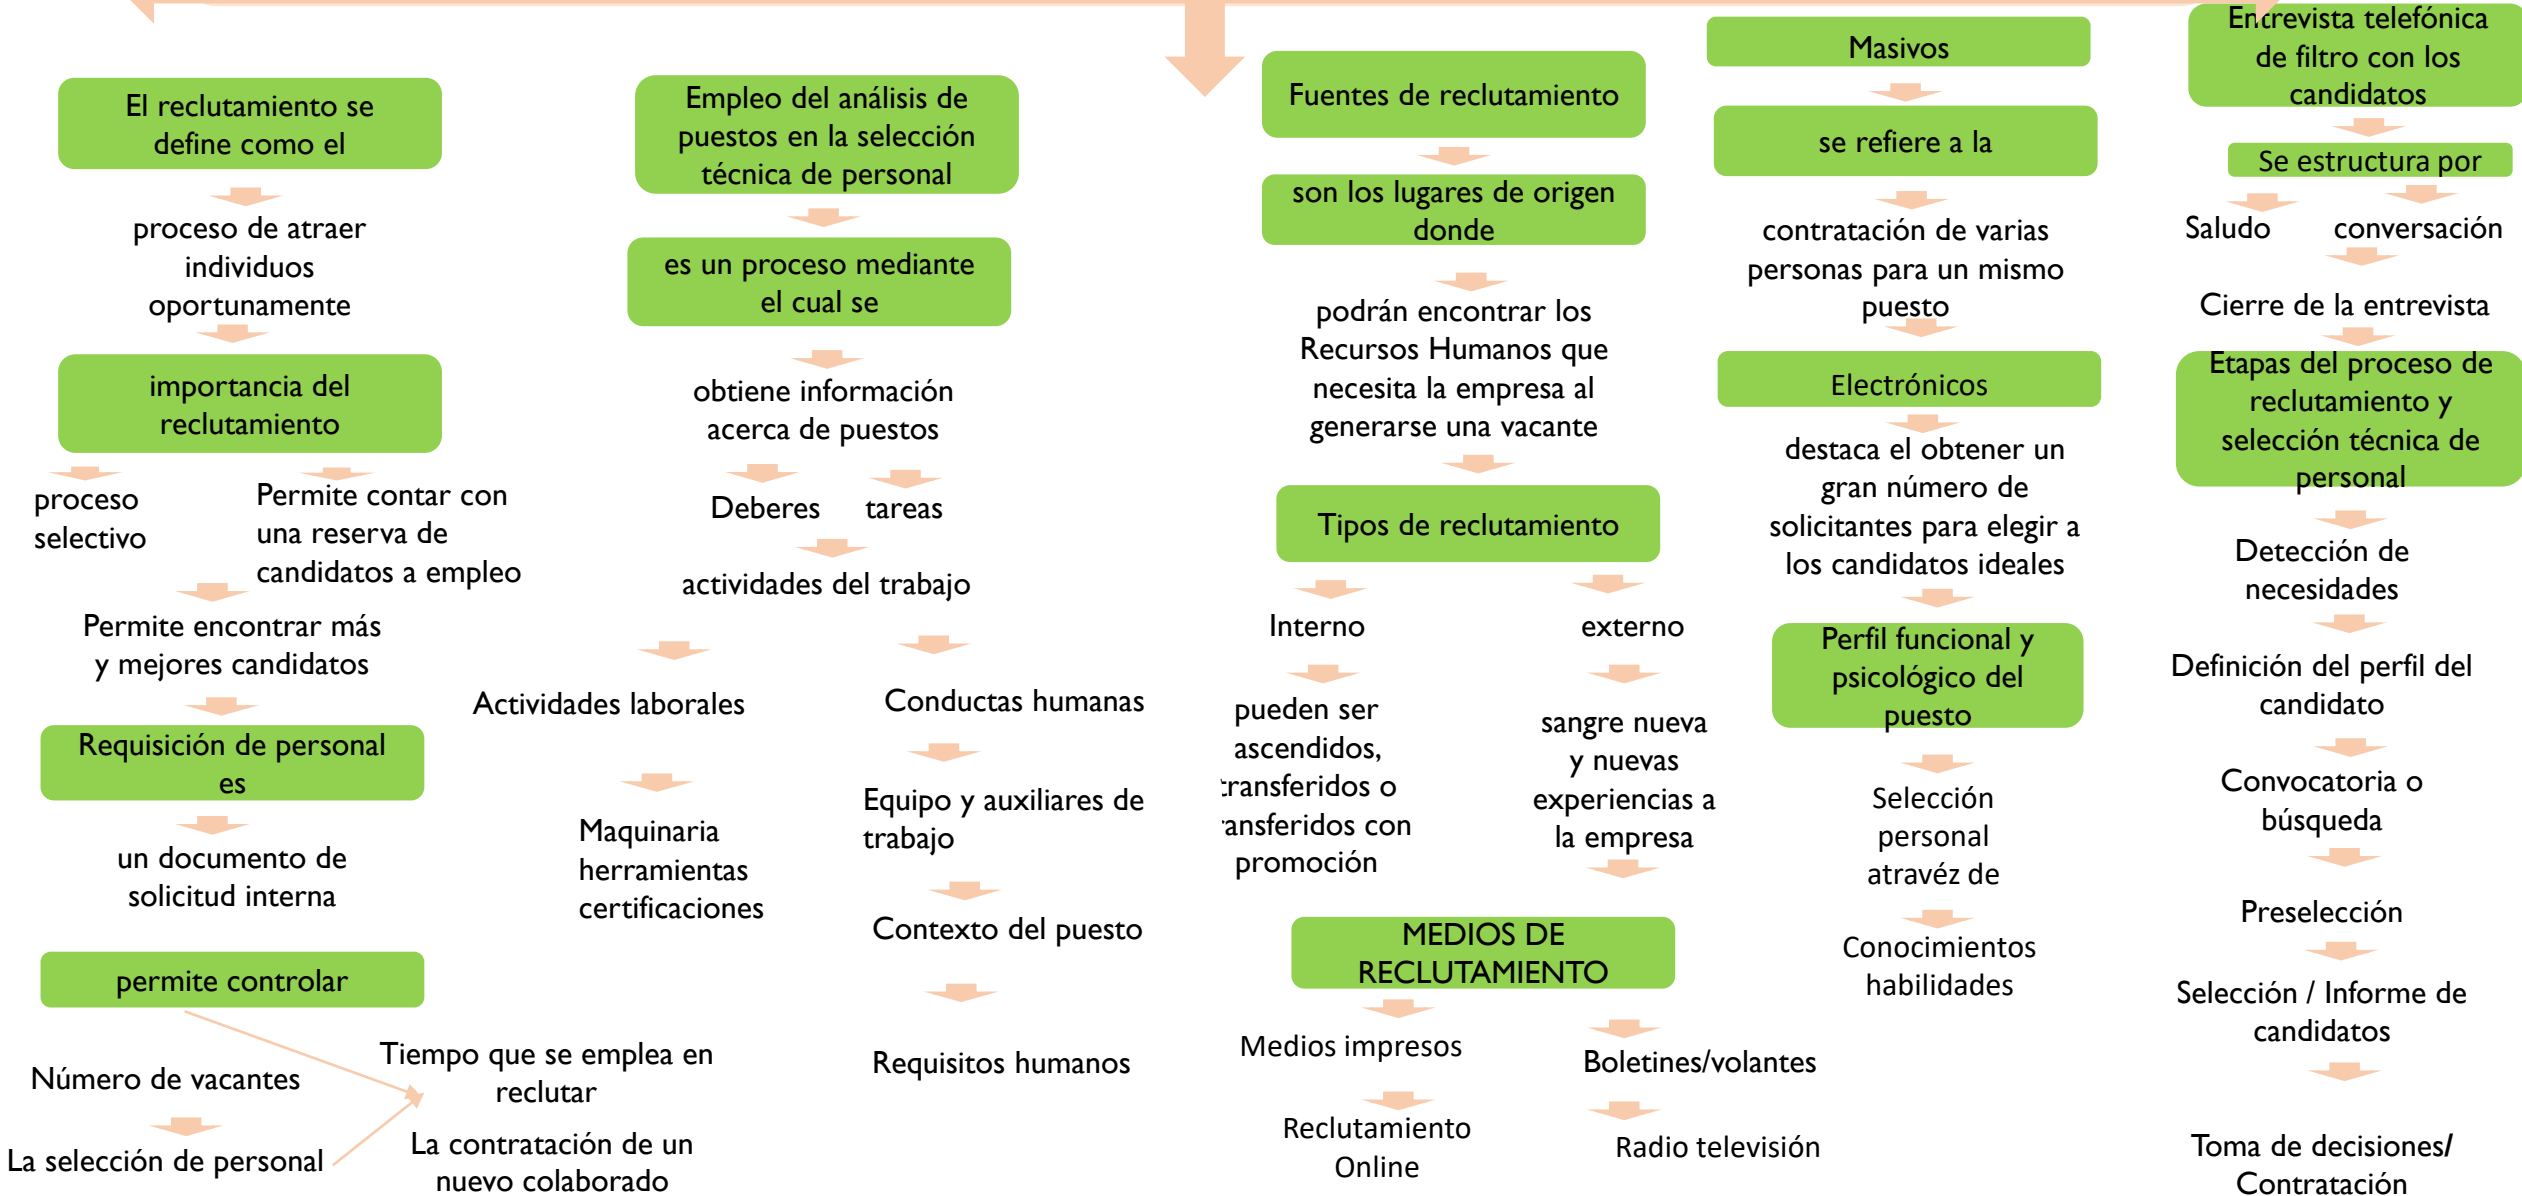 El reclutamiento se
define como el
proceso de atraer
individuos
oportunamente
importancia del
reclutamiento
proceso
selectivo
Permite contar con
una reserva de
candidatos a empleo
Permite encontrar más
y mejores candidatos
Requisición de personal
es
un documento de
solicitud interna
permite controlar
Número de vacantes
La selección de personal
Tiempo que se emplea en
reclutar
La contratación de un
nuevo colaborado
Empleo del análisis de
puestos en la selección
técnica de personal
es un proceso mediante
el cual se
obtiene información
acerca de puestos
Deberes
tareas
actividades del trabajo
Actividades laborales
Maquinaria
herramientas
certificaciones
Conductas humanas
Equipo y auxiliares de
trabajo
Contexto del puesto
Requisitos humanos
Fuentes de reclutamiento
son los lugares de origen
donde
podrán encontrar los
Recursos Humanos que
necesita la empresa al
generarse una vacante
Tipos de reclutamiento
Interno
pueden ser
ascendidos,
transferidos o
ansferidos con
promoción
externo
sangre nueva
y nuevas
experiencias a
la empresa
MEDIOS DE
RECLUTAMIENTO
Medios impresos
Reclutamiento
Online
Boletines/volantes
Radio televisión
Masivos
se refiere a la
contratación de varias
personas para un mismo
puesto
Electrónicos
destaca el obtener un
gran número de
solicitantes para elegir a
los candidatos ideales
Perfil funcional y
psicológico del
puesto
Selección
personal
atravéz de
Conocimientos
habilidades
Entrevista telefónica
de filtro con los
candidatos
Se estructura por
Saludo
conversación
Cierre de la entrevista
Etapas del proceso de
reclutamiento y
selección técnica de
personal
Detección de
necesidades
Definición del perfil del
candidato
Convocatoria o
búsqueda
Preselección
Selección / Informe de
candidatos
Toma de decisiones/
Contratación